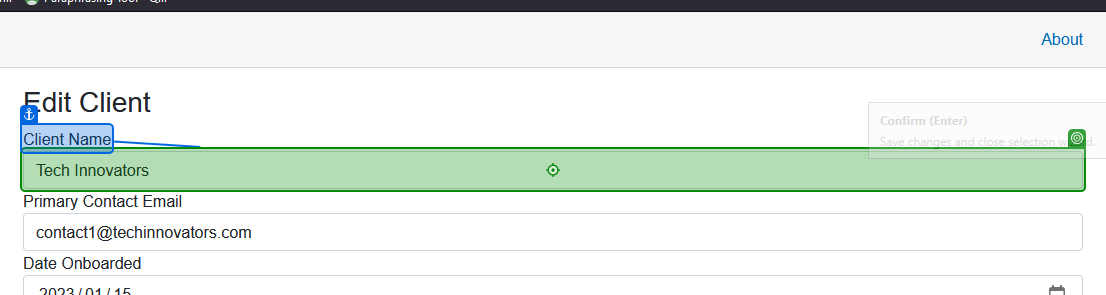 Paraphrasing Tool - Quil
About
Edit Client
Confirm (Enter)
Client Name
Save changes and close selection
Tech Innovators
Primary Contact Email
contact1@techinnovators.com
Date Onboarded
2023/01/15